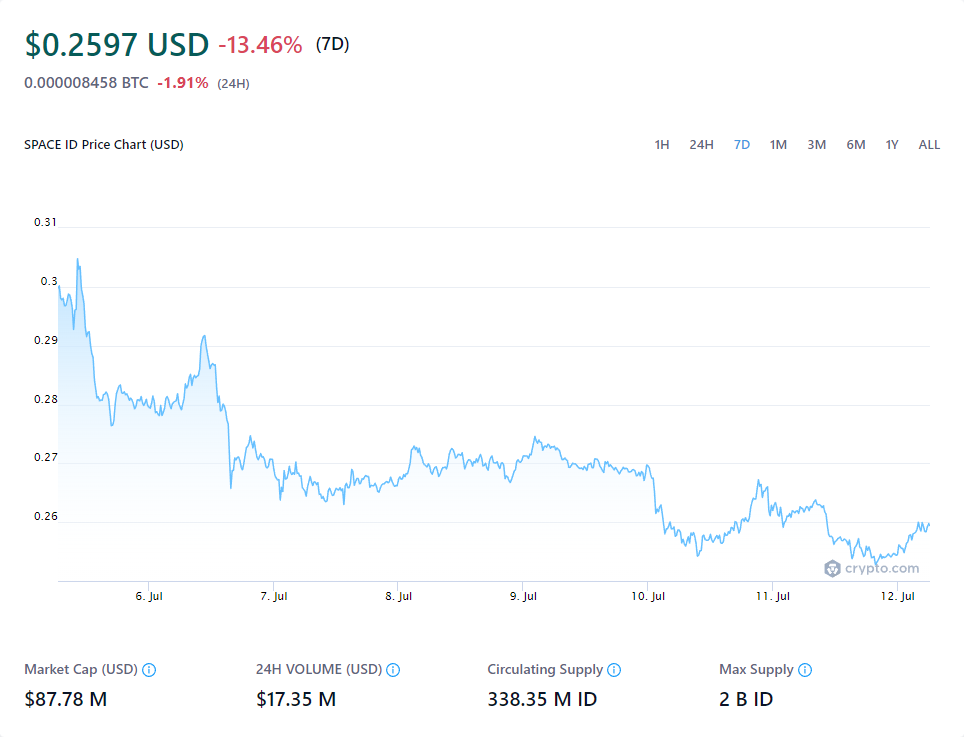 $0.2597 USD -13.46% (7D)
0.000008458 BTC -1.91% (24H)
SPACE ID Price Chart (USD) 1H 24H 7D 1M 3M 6M 1Y ALL
0.31
0.3
0.29
0.28
0.27
0.26
crypto.com
6. Jul 7. Jul 8. Jul 9. Jul 10. Jul 11. Jul 12. Jul
Market Cap (USD) 24H VOLUME (USD) Circulating Supply Max Supply
$87.78 M $17.35 M 338.35 M ID 2 B ID